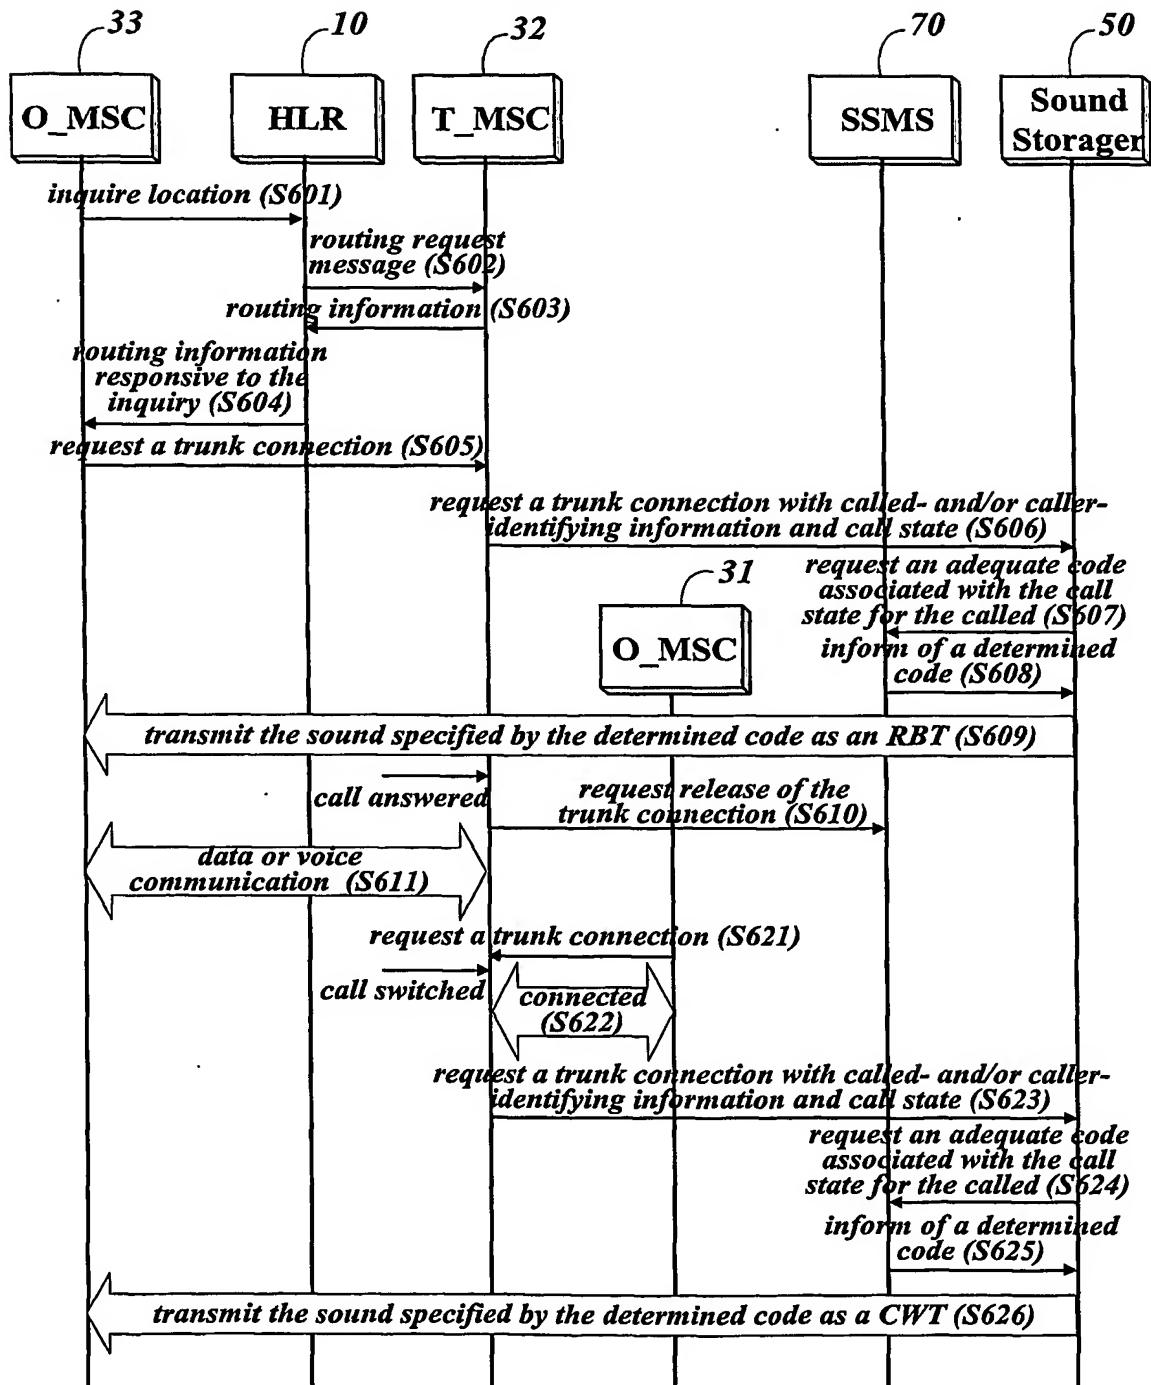 33
10
32
70
50
O_MSC
HLR
T_MSC
SSMS
Sound
Storager
inquire location (S601)
routing request
message (S602)
routing information (S603)
routing information
responsive to the
inquiry (S604)
request a trunk connection (S605)
request a trunk connection with called- and/or caller-
identifying information and call state (S606)
request an adequate code
associated with the call
state for the called (S607)
31
O_MSC
inform of a determined
code (S608)
transmit the sound specified by the determined code as an RBT (S609)
call answered
request release of the
trunk connection (S610)
data or voice
communication (S611)
request a trunk connection (S621)
call switched
connected
(S622)
request a trunk connection with called- and/or caller-
identifying information and call state (S623)
request an adequate code
associated with the call
state for the called (S624)
inform of a determined
code (S625)
transmit the sound specified by the determined code as a CWT (S626)